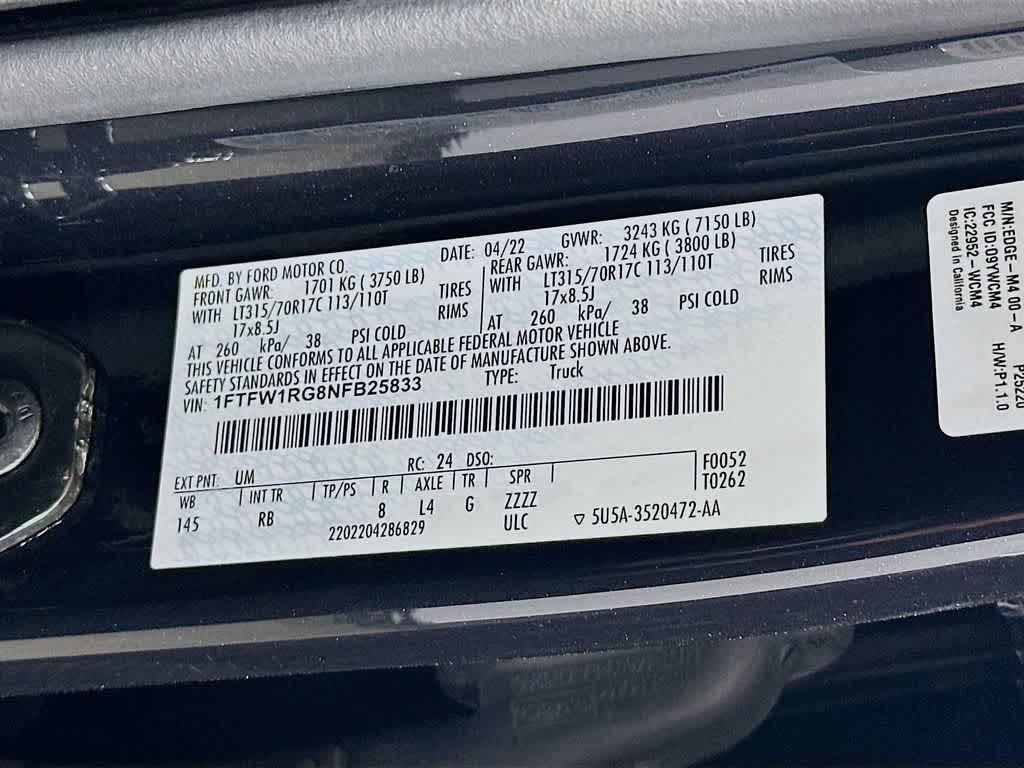 MFD. BY FORD MOTOR CO.
DATE: 04/22 GVWR: 3243 KG ( 7150 LB)
FRONT GAWR: 1701 KG ( 3750 LB)
WITH LT315/70R17C 113/110T TIRES
17x8.5J RIMS
AT 260 kPa/ 38 PSI COLD
REAR GAWR: 1724 KG ( 3800 LB)
WITH LT315/70R17C 113/110T TIRES
17x8.5J RIMS
AT 260 kPa/ 38 PSI COLD
THIS VEHICLE CONFORMS TO ALL APPLICABLE FEDERAL MOTOR VEHICLE
SAFETY STANDARDS IN EFFECT ON THE DATE OF MANUFACTURE SHOWN ABOVE.
VIN: 1FTFW1RG8NFB25833 TYPE: Truck
EXT PNT: UM RC: 24 DSO: F0052
WB INT TR TP/PS R AXLE TR SPR T0262
145 RB 8 L4 G ZZZZ
2202204286829 ULC ▽ 5U5A-3520472-AA
M/N:EDGE-M4 00-A P25220
FCC ID:O9YWCM4 H/W:P1.1.0
IC:22952-WCM4
Designed in California